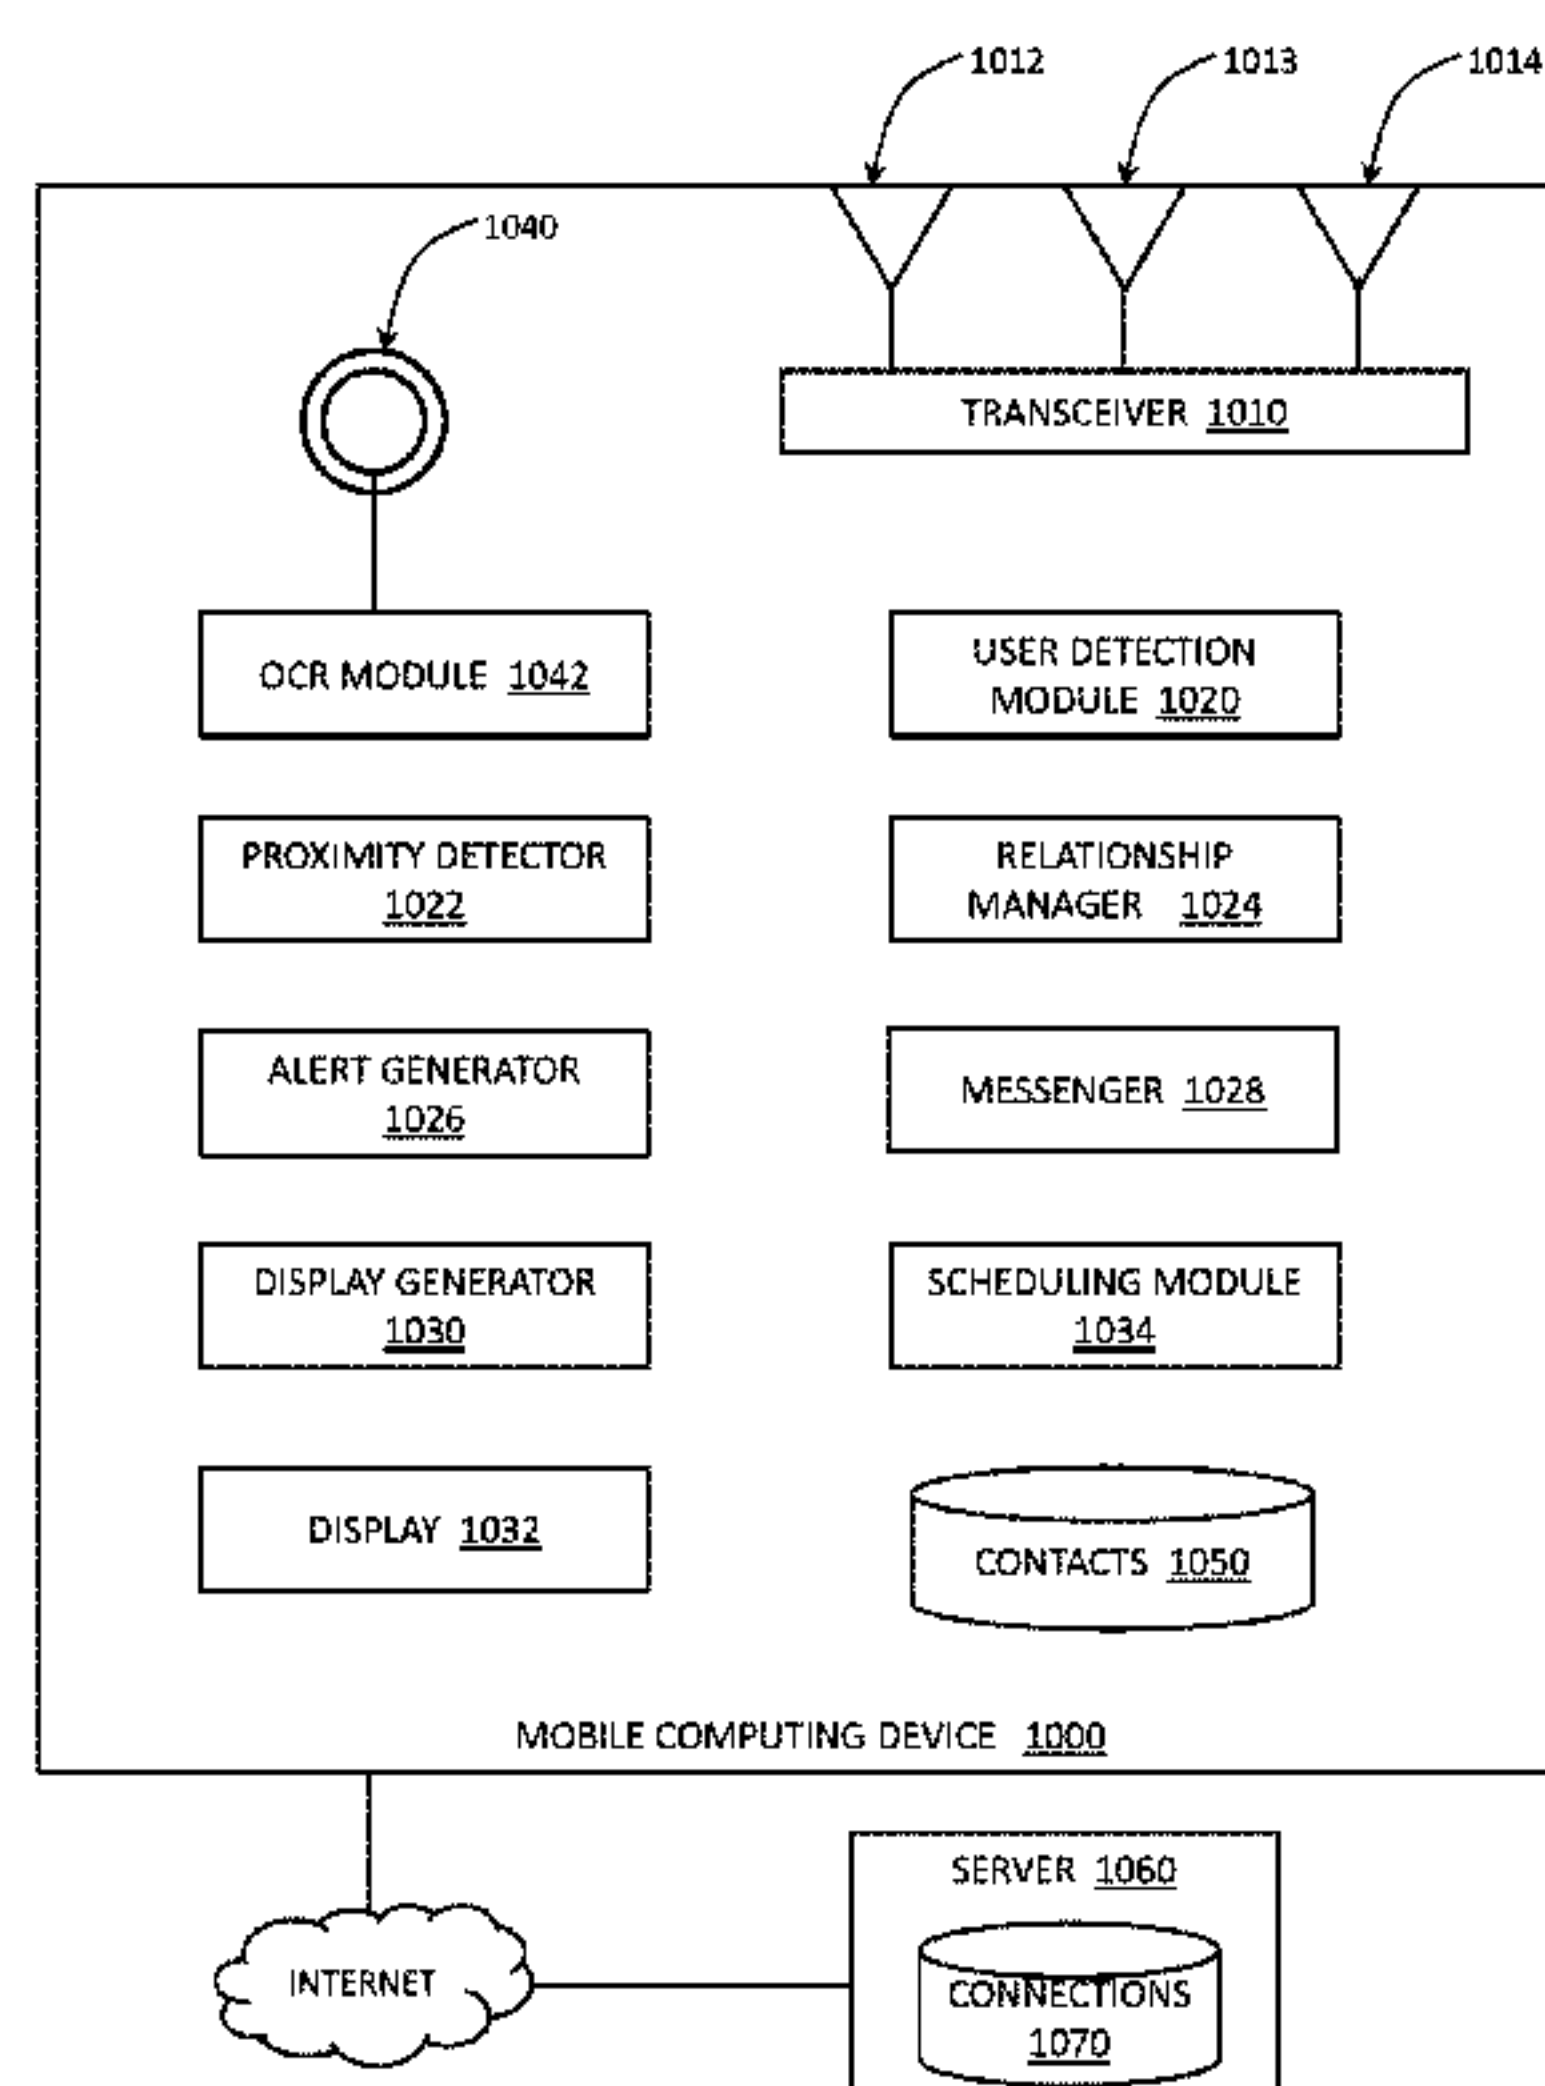 1012
1013
1014
1040
TRANSCEIVER 1010
OCR MODULE 1042
USER DETECTION
MODULE 1020
PROXIMITY DETECTOR
1022
RELATIONSHIP
MANAGER 1024
ALERT GENERATOR
1026
MESSENGER 1028
DISPLAY GENERATOR
1030
SCHEDULING MODULE
1034
DISPLAY 1032
CONTACTS 1050
MOBILE COMPUTING DEVICE 1000
SERVER 1060
INTERNET
CONNECTIONS
1070